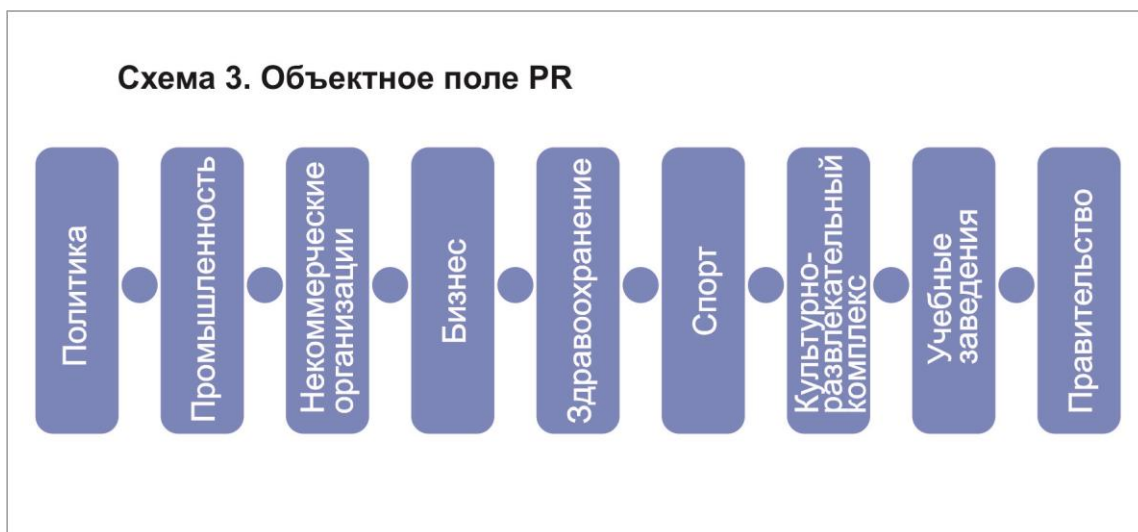 Схема 3. Объектное поле PR
Политика
Промышленность
Некоммерческие
организации
Бизнес
Здравоохранение
Спорт
Культурно-
развлекательный
комплекс
Учебные
заведения
Правительство